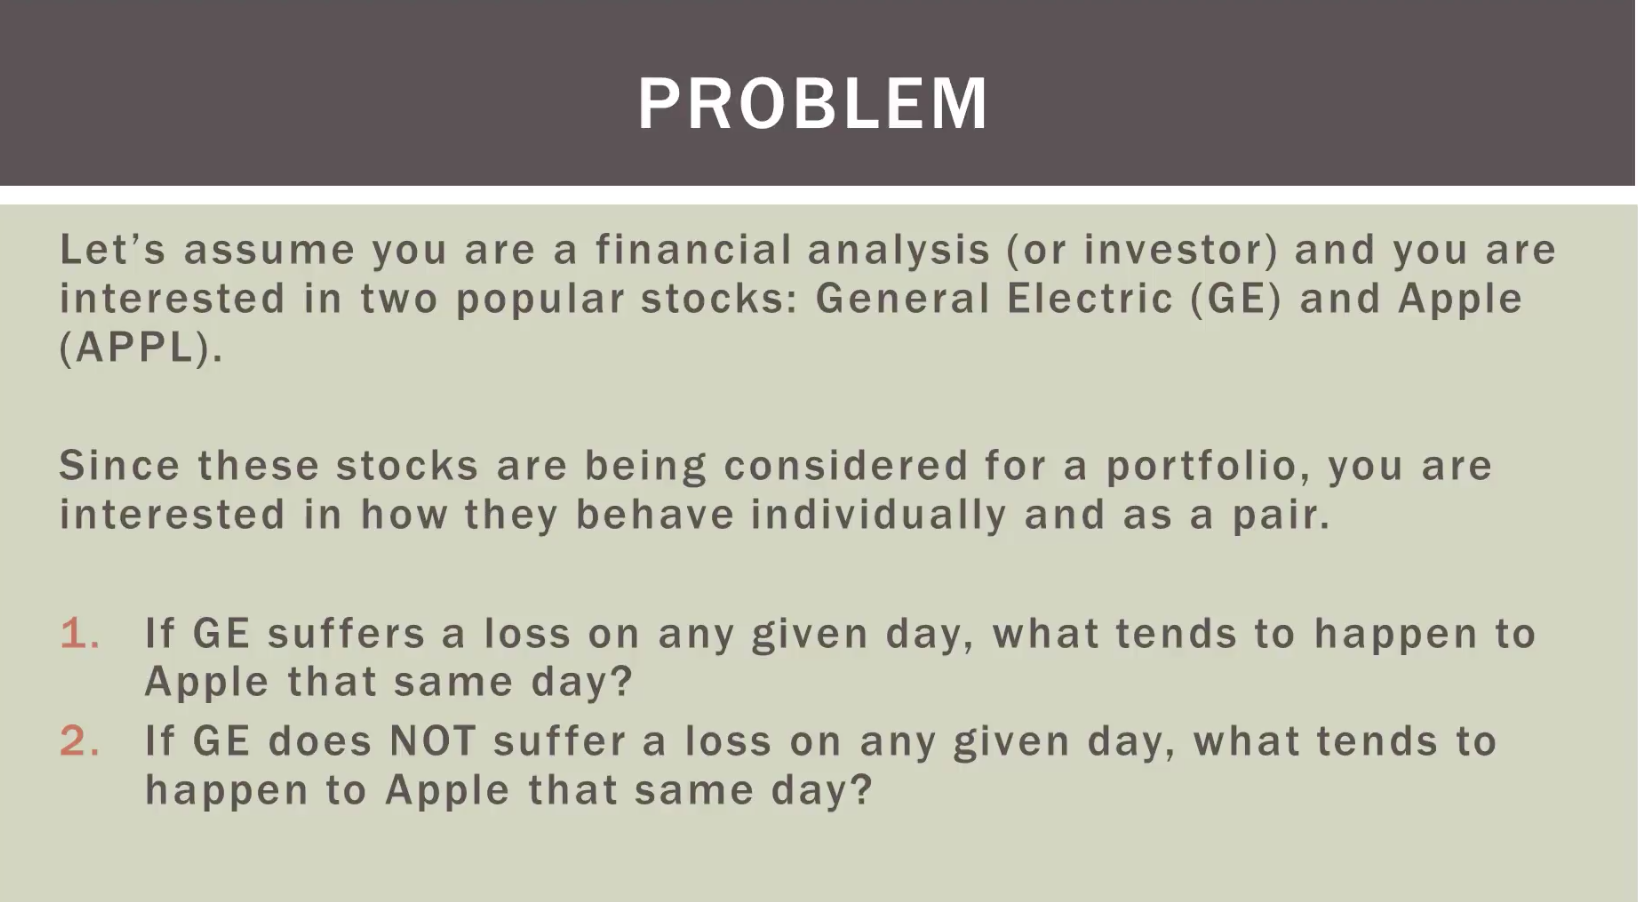 PROBLEM
Let’s assume you are a financial analysis (or investor) and you are
interested in two popular stocks: General Electric (GE) and Apple
(APPL).
Since these stocks are being considered for a portfolio, you are
interested in how they behave individually and as a pair.
1. If GE suffers a loss on any given day, what tends to happen to
Apple that same day?
2. If GE does NOT suffer a loss on any given day, what tends to
happen to Apple that same day?